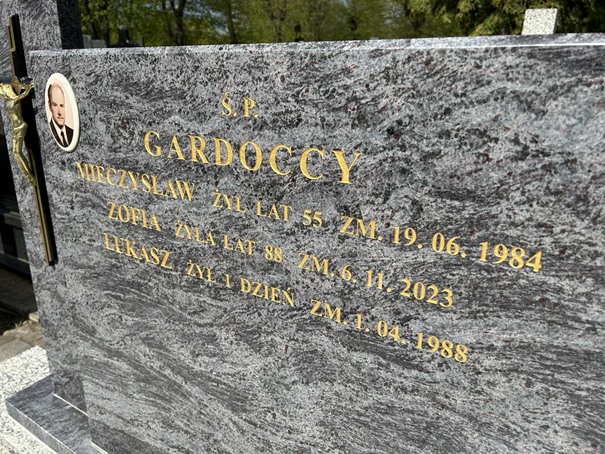 Ś. P.
GARDOCCY
MIECZYSŁAW ŻYŁ LAT 55 ZM. 19. 06. 1984
ZOFIA ŻYŁA LAT 88 ZM. 6. 11. 2023
ŁUKASZ ŻYŁ 1 DZIEŃ ZM. 1. 04. 1988